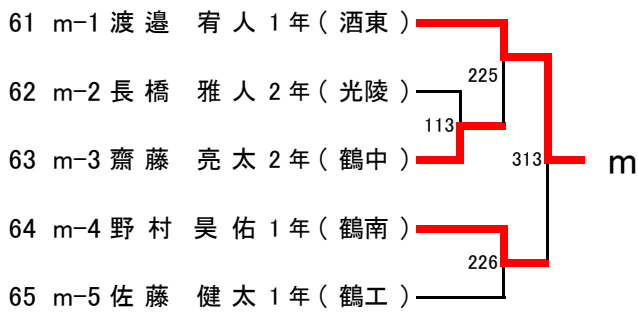 61 m-1 渡邉 宥人 1年(酒東)
225
62 m-2 長橋 雅人 2年(光陵)
113
63 m-3 齋藤 亮太 2年(鶴中)
313 m
64 m-4 野村 昊佑 1年(鶴南)
226
65 m-5 佐藤 健太 1年(鶴工)